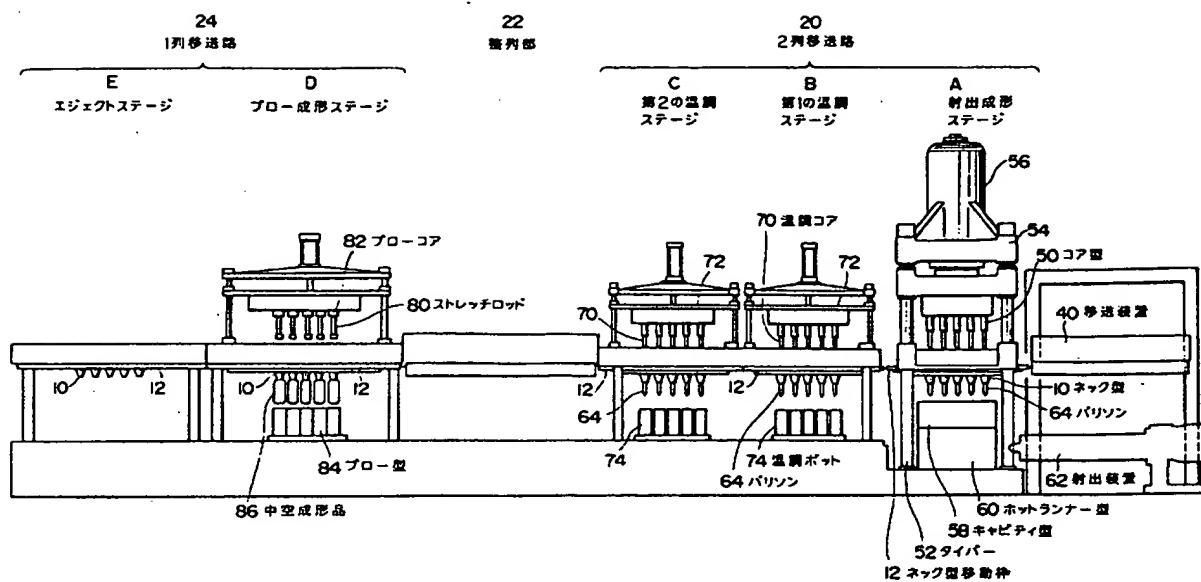 24
1列移送路
22
整列部
20
2列移送路
E
エジェクトステージ
D
ブロー成形ステージ
C
第2の温調
ステージ
B
第1の温調
ステージ
A
射出成形
ステージ
56
54
50 コア型
82 ブローコア
70 温調コア
72
72
80 ストレッチロッド
70
40 移送装置
10
12
10
12
12
12
10 ネック型
64
64 パリソン
84 ブロー型
74
74 温調ポット
64 パリソン
62 射出装置
86 中空成形品
60 ホットランナー型
58 キャビティ型
52 タイバー
12 ネック型移動枠